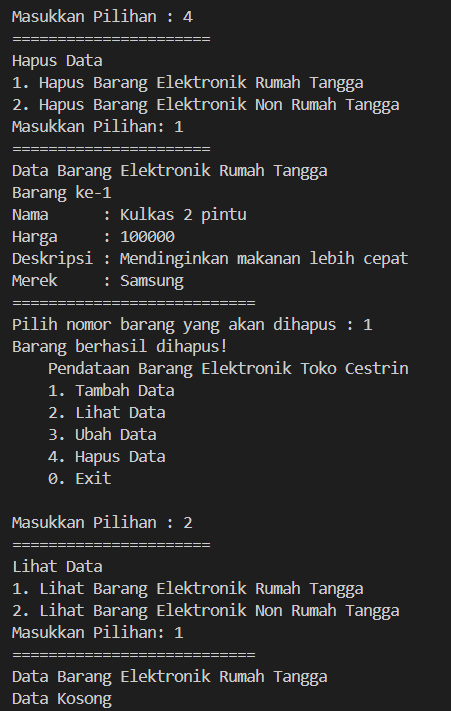 Masukkan Pilihan : 4
======================
Hapus Data
1. Hapus Barang Elektronik Rumah Tangga
2. Hapus Barang Elektronik Non Rumah Tangga
Masukkan Pilihan: 1
======================
Data Barang Elektronik Rumah Tangga
Barang ke-1
Nama      : Kulkas 2 pintu
Harga     : 100000
Deskripsi : Mendinginkan makanan lebih cepat
Merek     : Samsung
===========================
Pilih nomor barang yang akan dihapus : 1
Barang berhasil dihapus!
    Pendataan Barang Elektronik Toko Cestrin
    1. Tambah Data
    2. Lihat Data
    3. Ubah Data
    4. Hapus Data
    0. Exit

Masukkan Pilihan : 2
======================
Lihat Data
1. Lihat Barang Elektronik Rumah Tangga
2. Lihat Barang Elektronik Non Rumah Tangga
Masukkan Pilihan: 1
===========================
Data Barang Elektronik Rumah Tangga
Data Kosong